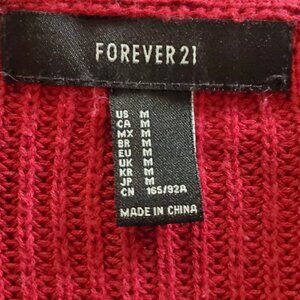 FOREVER 21
US M
CA M
MX M
BR M
EU M
UK M
KR M
JP M
CN 165/92A
MADE IN CHINA